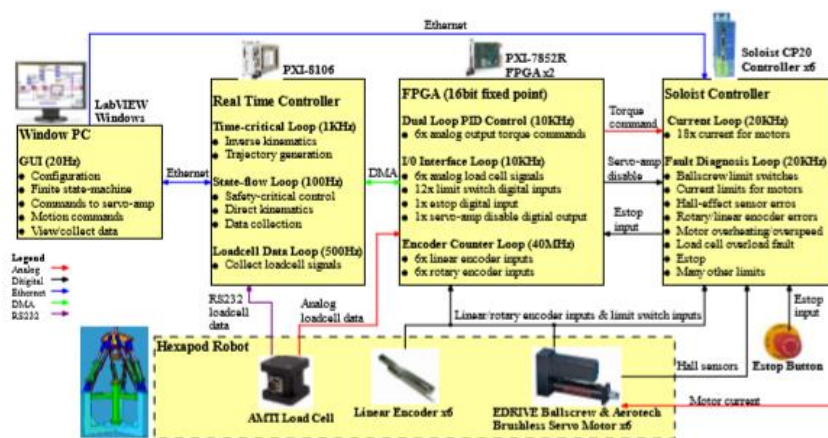 Ethernet
PXI-8106
PXI-7852R
FPGA x2
Soloist CP20
Controller x6
LabVIEW
Windows
Window PC
GUI (20Hz)
• Configuration
• Finite state-machine
• Commands to servo-amp
• Motion commands
• View/collect data
Ethernet
Real Time Controller
Time-critical Loop (1KHz)
• Inverse kinematics
• Trajectory generation
State-flow Loop (100Hz)
• Safety-critical control
• Direct kinematics
• Data collection
Loadcell Data Loop (500Hz)
• Collect loadcell signals
DMA
FPGA (16bit fixed point)
Dual Loop PID Control (10KHz)
• 6x analog output torque commands
I/O Interface Loop (10KHz)
• 6x analog load cell signals
• 12x limit switch digital inputs
• 1x estop digital input
• 1x servo-amp disable digtial output
Encoder Counter Loop (40MHz)
• 6x linear encoder inputs
• 6x rotary encoder inputs
Torque
command
Servo-amp
disable
Estop
input
Soloist Controller
Current Loop (20KHz)
• 18x current for motors
Fault Diagnosis Loop (20KHz)
• Ballscrew limit switches
• Current limits for motors
• Hall-effect sensor erros
• Rotary/linear enocder errors
• Motor overheating/overspeed
• Load cell overload fault
• Estop
• Many other limits
Legend
Analog
Ditigital
Ethernet
DMA
RS232
RS232
loadcell
data
Analog
loadcell data
Linear/rotary encoder inputs & limit switch inputs
Estop
input
Hexapod Robot
Hall sensors
Estop Button
AMTI Load Cell
Linear Encoder x6
EDRIVE Ballscrew & Aerotech
Brushless Servo Motor x6
Motor current